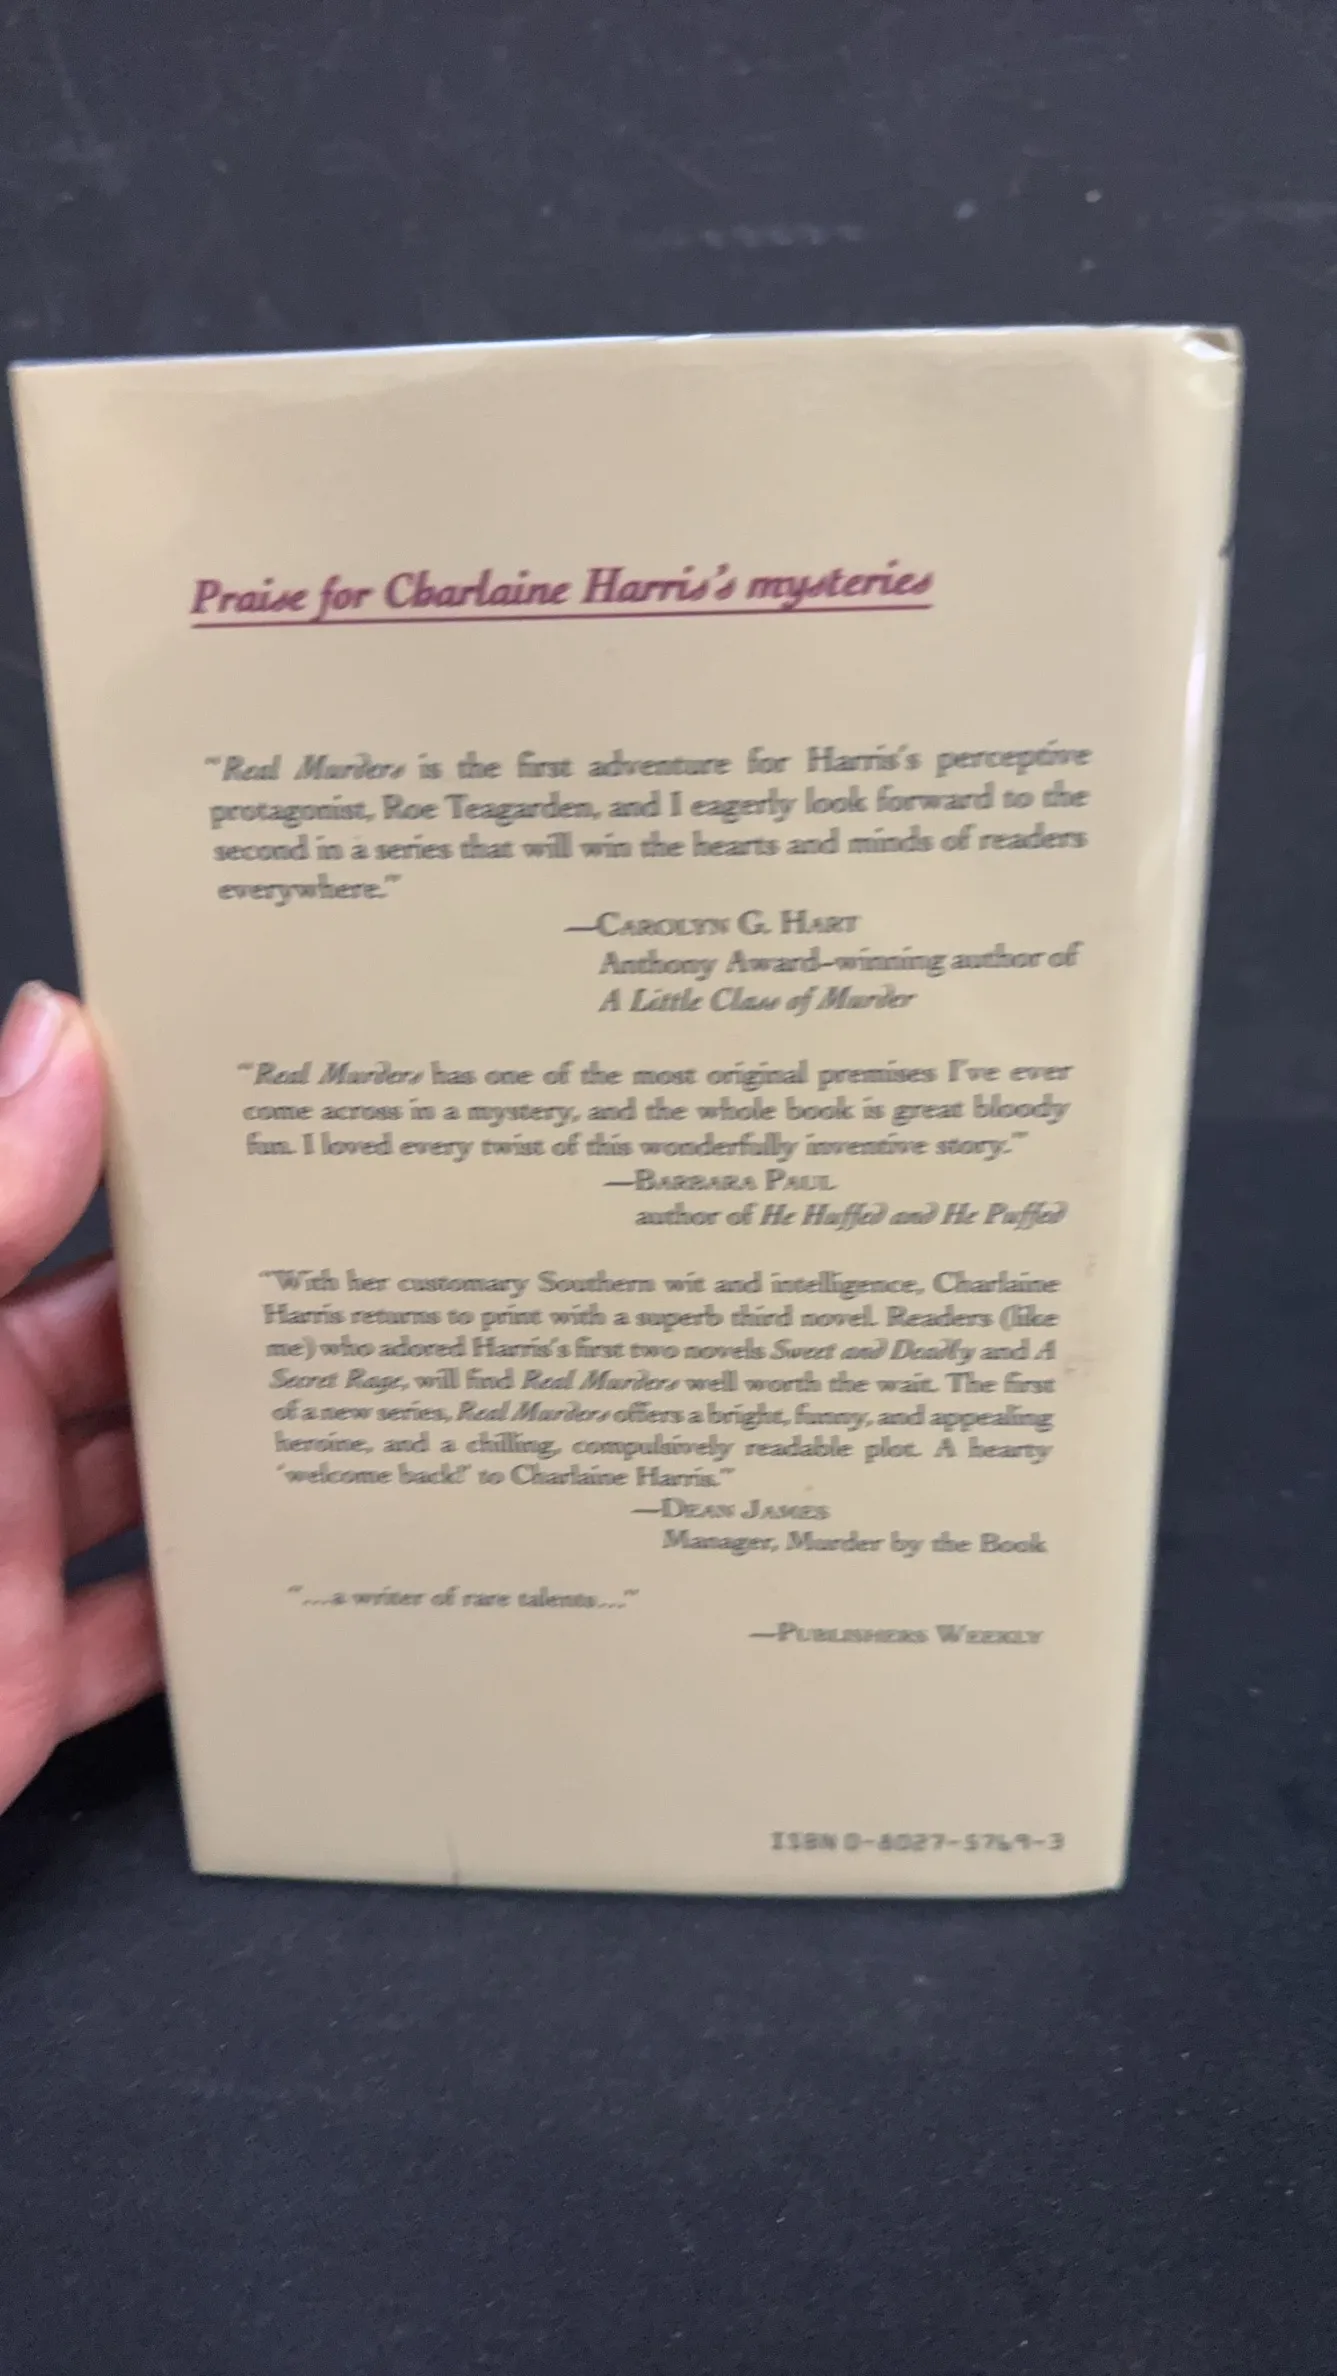 Praise for Charlaine Harris's mysteries
"Real Murders is the first adventure for Harris's perceptive
protagonist, Roe Teagarden, and I eagerly look forward to the
second in a series that will win the hearts and minds of readers
everywhere."
—CAROLYN G. HART
Anthony Award-winning author of
A Little Class of Murder
"Real Murders has one of the most original premises I've ever
come across in a mystery, and the whole book is great bloody
fun. I loved every twist of this wonderfully inventive story."
—BARBARA PAUL
author of He Huffed and He Puffed
"With her customary Southern wit and intelligence, Charlaine
Harris returns to print with a superb third novel. Readers (like
me) who adored Harris's first two novels Sweet and Deadly and A
Secret Rage, will find Real Murders well worth the wait. The first
of a new series, Real Murders offers a bright, funny, and appealing
heroine, and a chilling, compulsively readable plot. A hearty
'welcome back!' to Charlaine Harris."
—DEAN JAMES
Manager, Murder by the Book
"...a writer of rare talents..."
—PUBLISHERS WEEKLY
ISBN 0-8027-5769-3